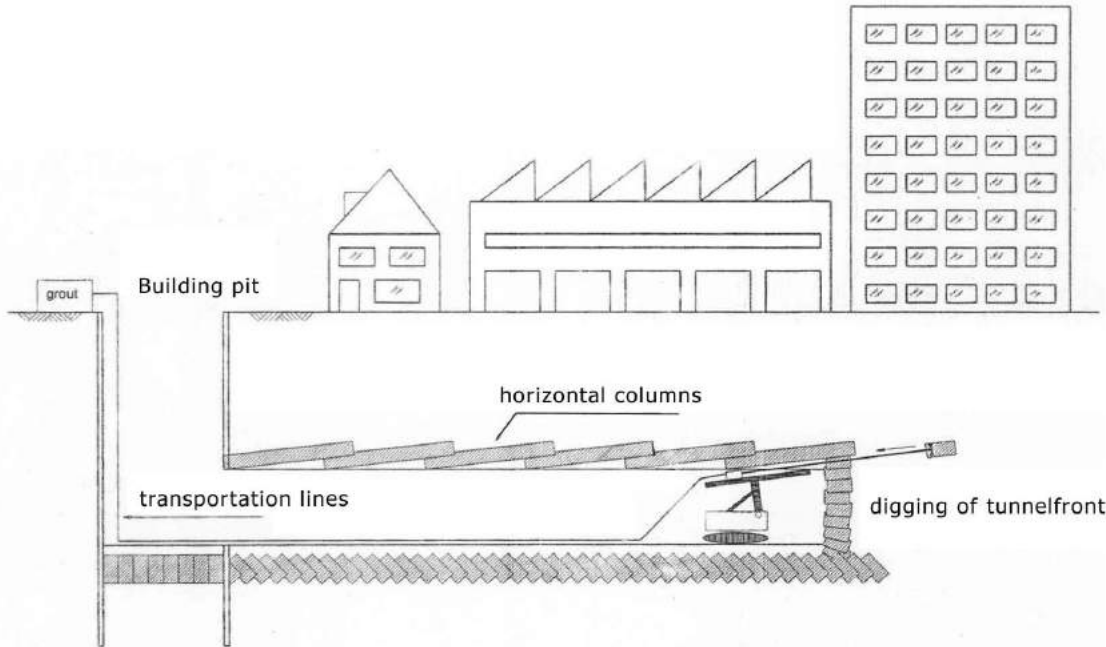 Building pit
grout
horizontal columns
transportation lines
digging of tunnelfront